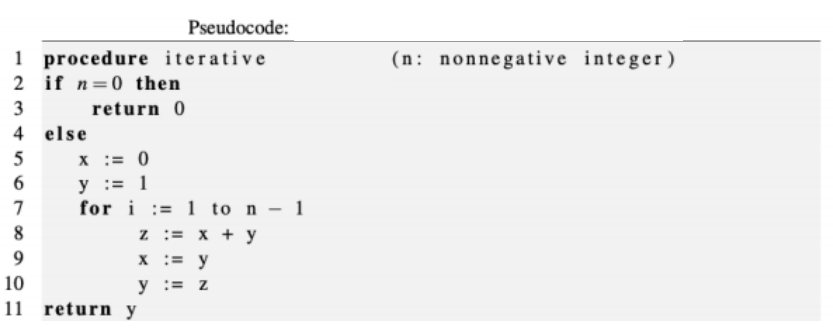 Pseudocode:
1 procedure iterative (n: nonnegative integer)
2 if n=0 then
3 return 0
4 else
5 x := 0
6 y := 1
7 for i := 1 to n − 1
8 z := x + y
9 x := y
10 y := z
11 return y